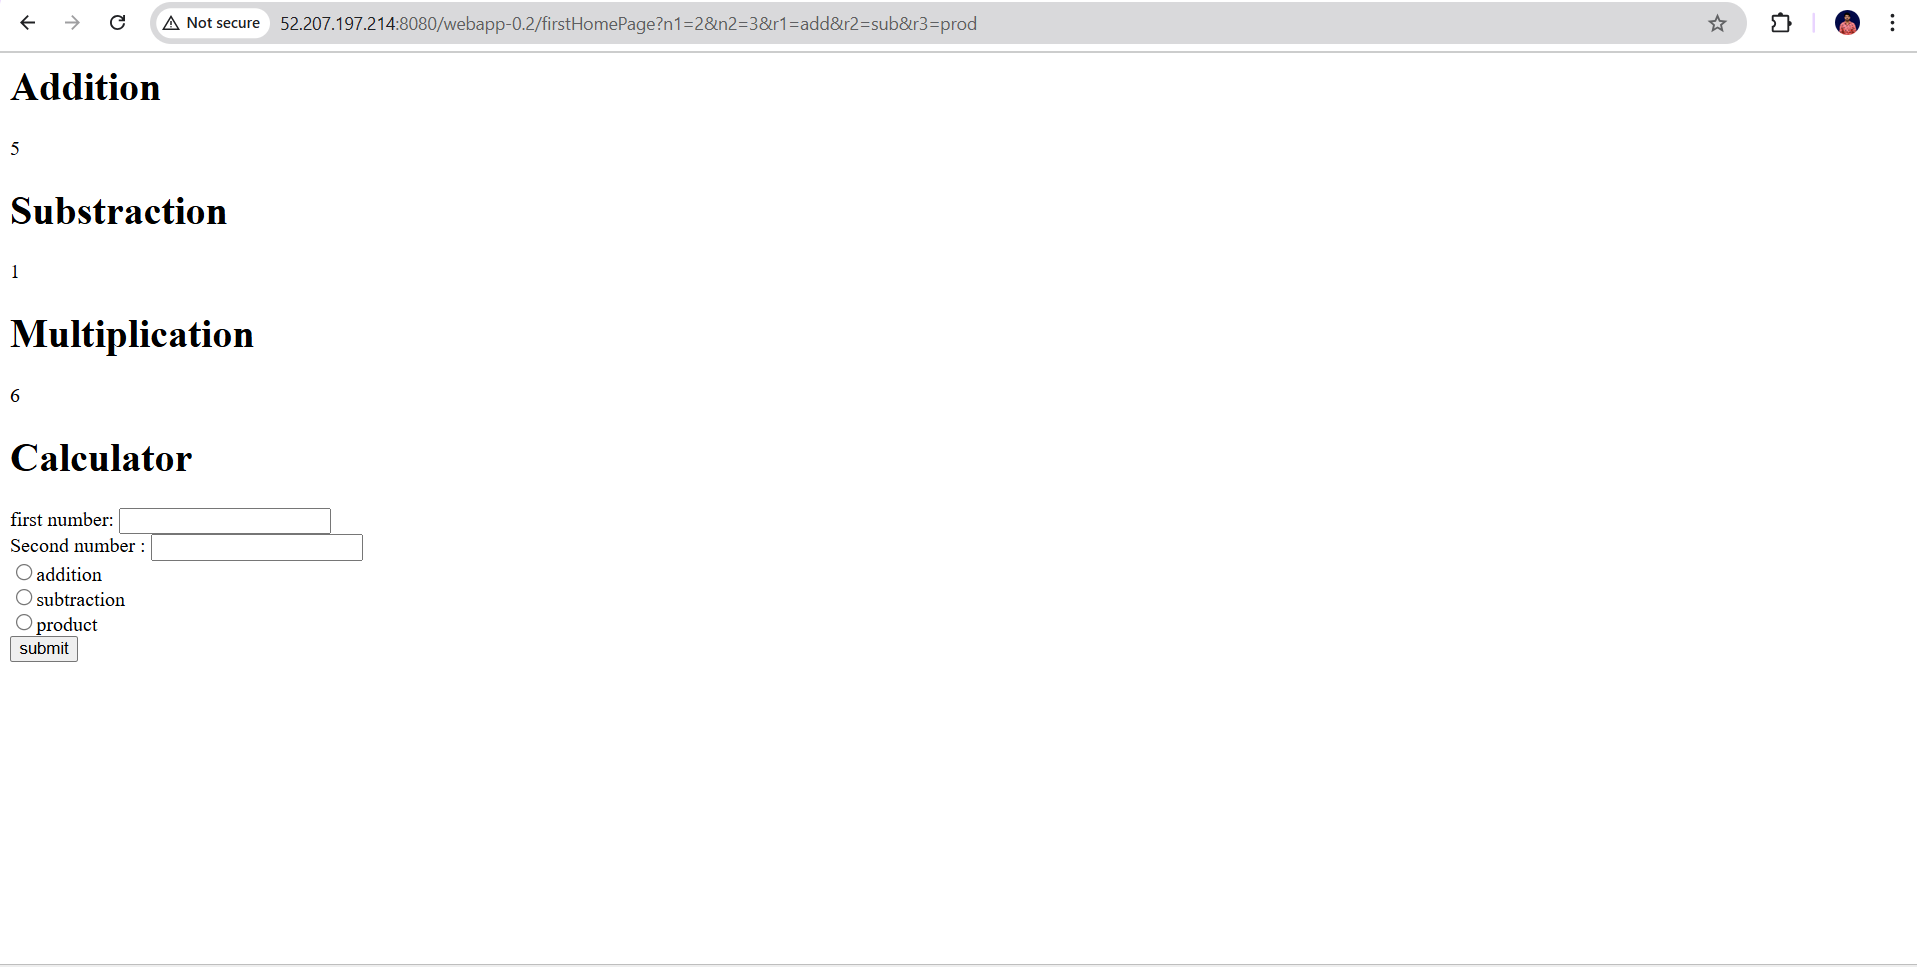 Not secure 52.207.197.214:8080/webapp-0.2/firstHomePage?n1=2&n2=3&r1=add&r2=sub&r3=prod
Addition
5
Substraction
1
Multiplication
6
Calculator
first number:
Second number :
addition
subtraction
product
submit